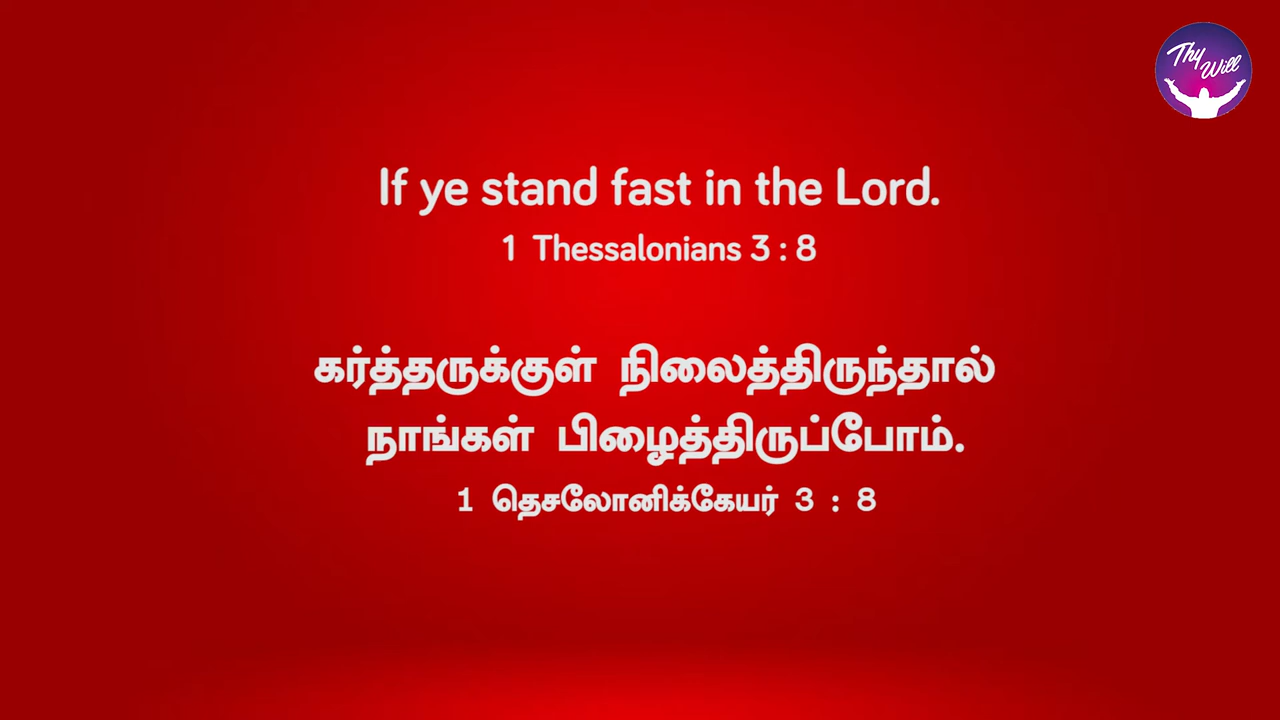 Thy
Will
If ye stand fast in the Lord.
1 Thessalonians 3 : 8
கர்த்தருக்குள் நிலைத்திருந்தால்
நாங்கள் பிழைத்திருப்போம்.
1 தெசலோனிக்கேயர் 3 : 8